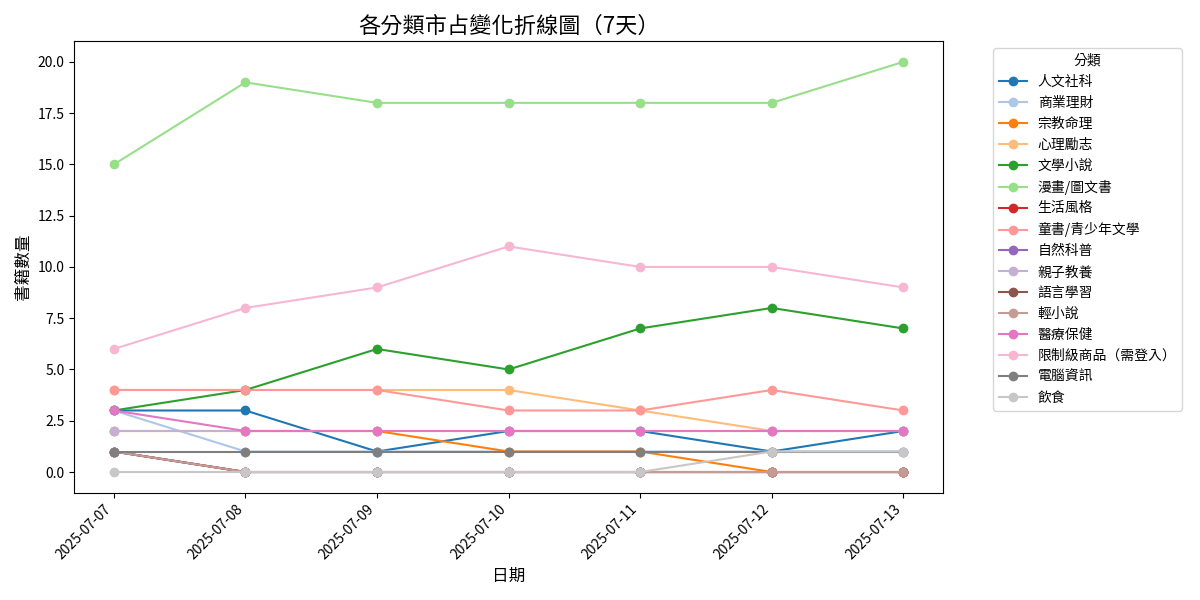 各分類市占變化折線圖（7天）
20.0
17.5
15.0
12.5
10.0
7.5
5.0
2.5
0.0
書籍數量
2025-07-07
2025-07-08
2025-07-09
2025-07-10
2025-07-11
2025-07-12
2025-07-13
日期
分類
人文社科
商業理財
宗教命理
心理勵志
文學小說
漫畫/圖文書
生活風格
童書/青少年文學
自然科普
親子教養
語言學習
輕小說
醫療保健
限制級商品（需登入）
電腦資訊
飲食